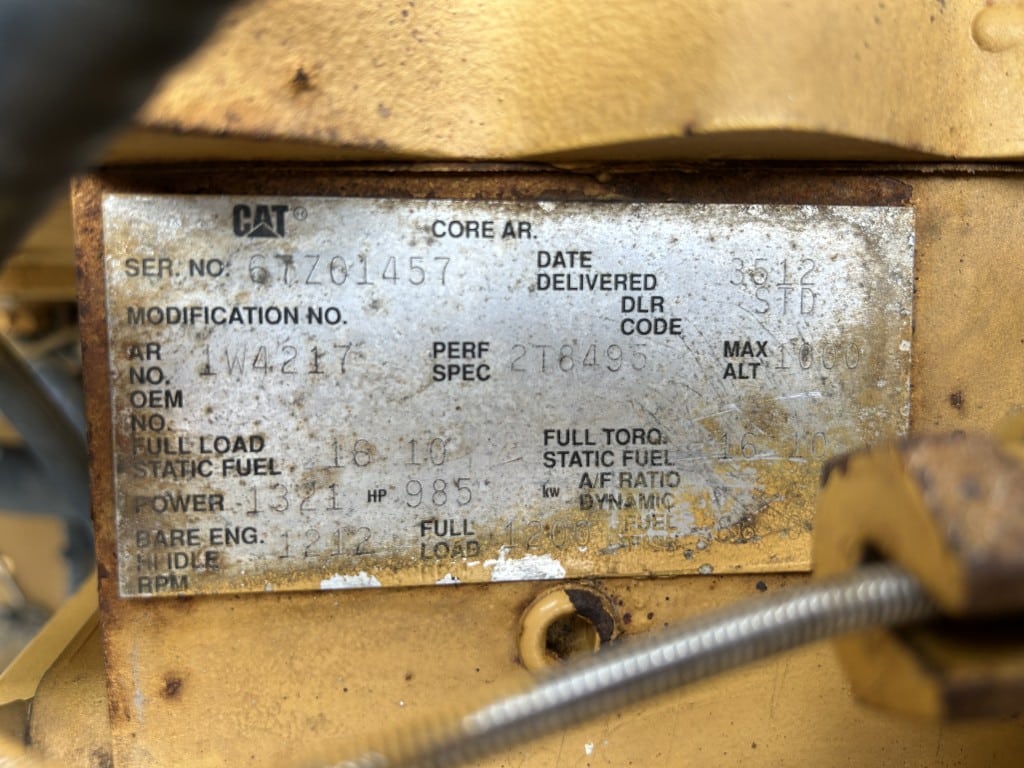 CAT® CORE AR.
SER. NO: 67Z01457 DATE DELIVERED 3512
MODIFICATION NO. DLR CODE STD
AR NO. 1W4217 PERF SPEC 2T8495 MAX ALT 1000
OEM NO.
FULL LOAD STATIC FUEL 18 10 FULL TORQ. STATIC FUEL 16 10
POWER 1321 HP 985 kw A/F RATIO DYNAMIC
BARE ENG. HI IDLE RPM 1212 FULL LOAD 1200 FUEL